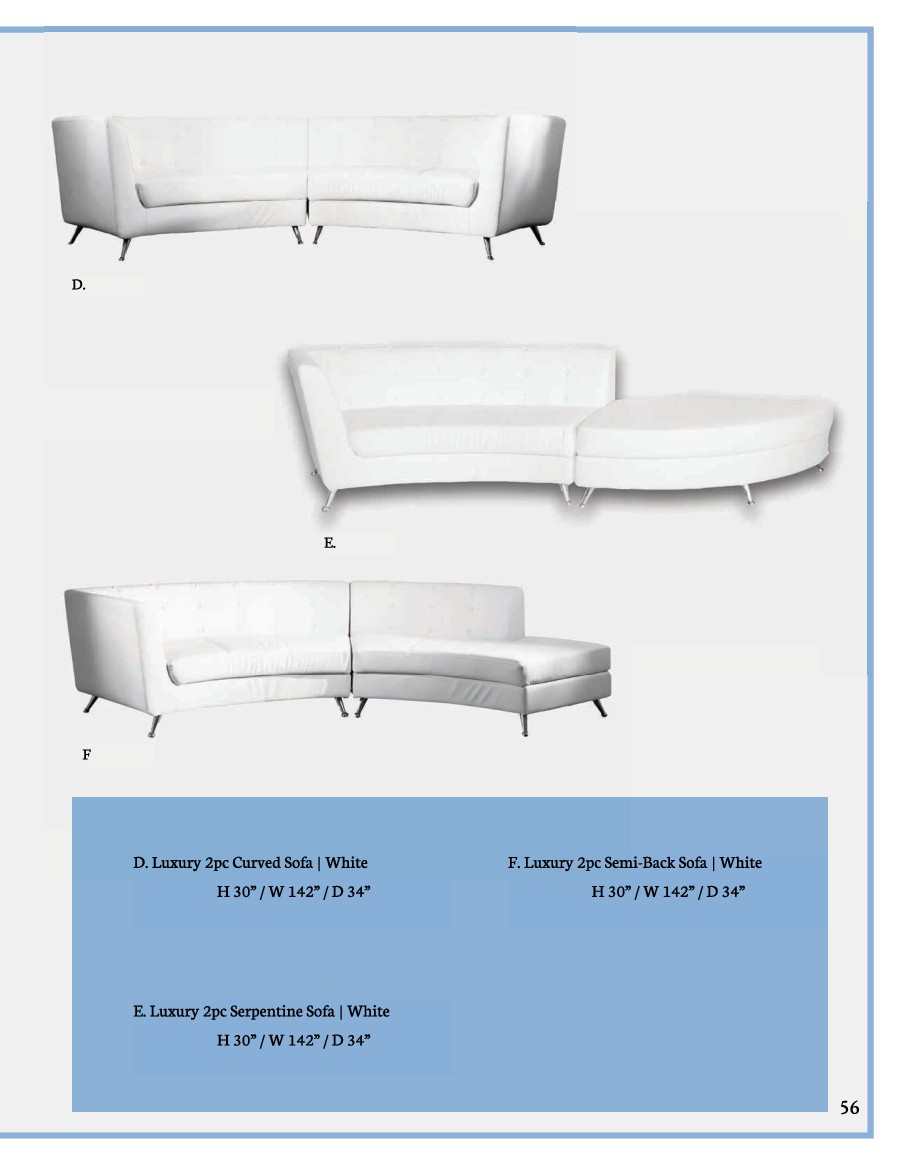 D.
E.
F
D. Luxury 2pc Curved Sofa | White
H 30” / W 142” / D 34”
F. Luxury 2pc Semi-Back Sofa | White
H 30” / W 142” / D 34”
E. Luxury 2pc Serpentine Sofa | White
H 30” / W 142” / D 34”
56